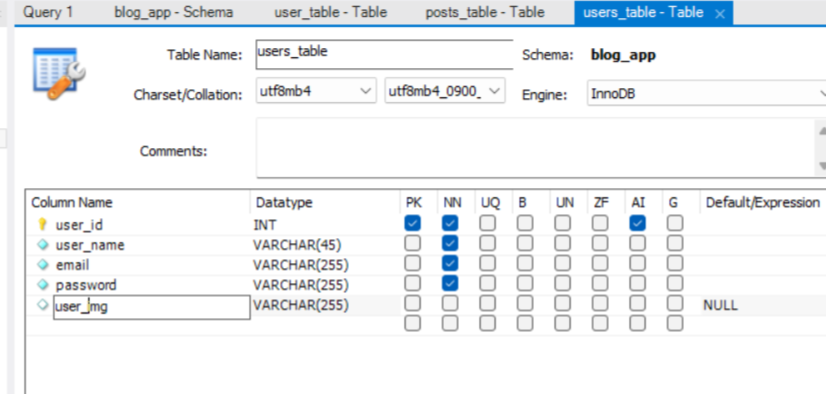 Query 1 blog_app - Schema user_table - Table posts_table - Table users_table - Table
Table Name: users_table Schema: blog_app
Charset/Collation: utf8mb4 utf8mb4_0900_ Engine: InnoDB
Comments:
Column Name Datatype PK NN UQ B UN ZF AI G Default/Expression
user_id INT
user_name VARCHAR(45)
email VARCHAR(255)
password VARCHAR(255)
user_img VARCHAR(255) NULL